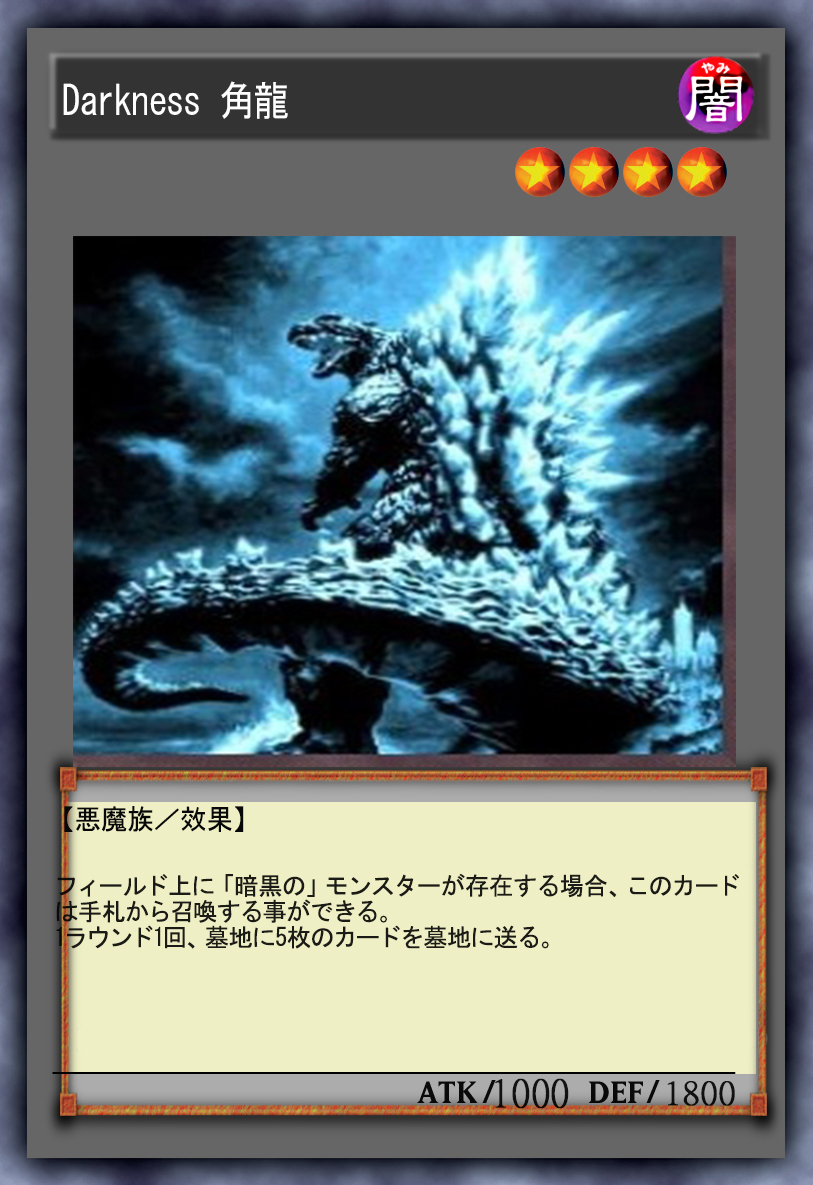 Darkness 角龍
やみ
闇
【悪魔族／効果】
フィールド上に「暗黒の」モンスターが存在する場合、このカード
は手札から召喚する事ができる。
1ラウンド1回、墓地に5枚のカードを墓地に送る。
ATK/1000 DEF/1800